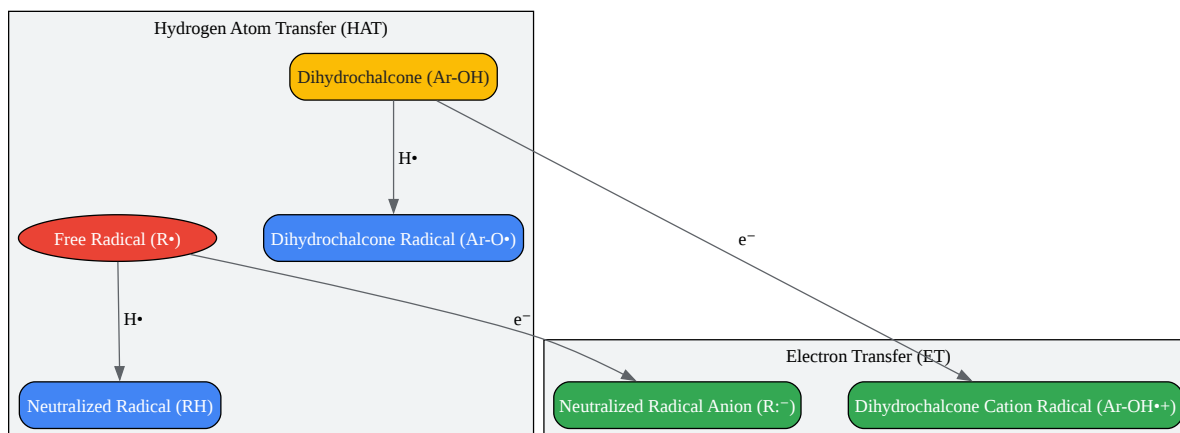 Hydrogen Atom Transfer (HAT)
Dihydrochalcone (Ar-OH)
H•
Free Radical (R•)
Dihydrochalcone Radical (Ar-O•)
e⁻
H•
e⁻
Electron Transfer (ET)
Neutralized Radical (RH)
Neutralized Radical Anion (R:⁻)
Dihydrochalcone Cation Radical (Ar-OH•+)